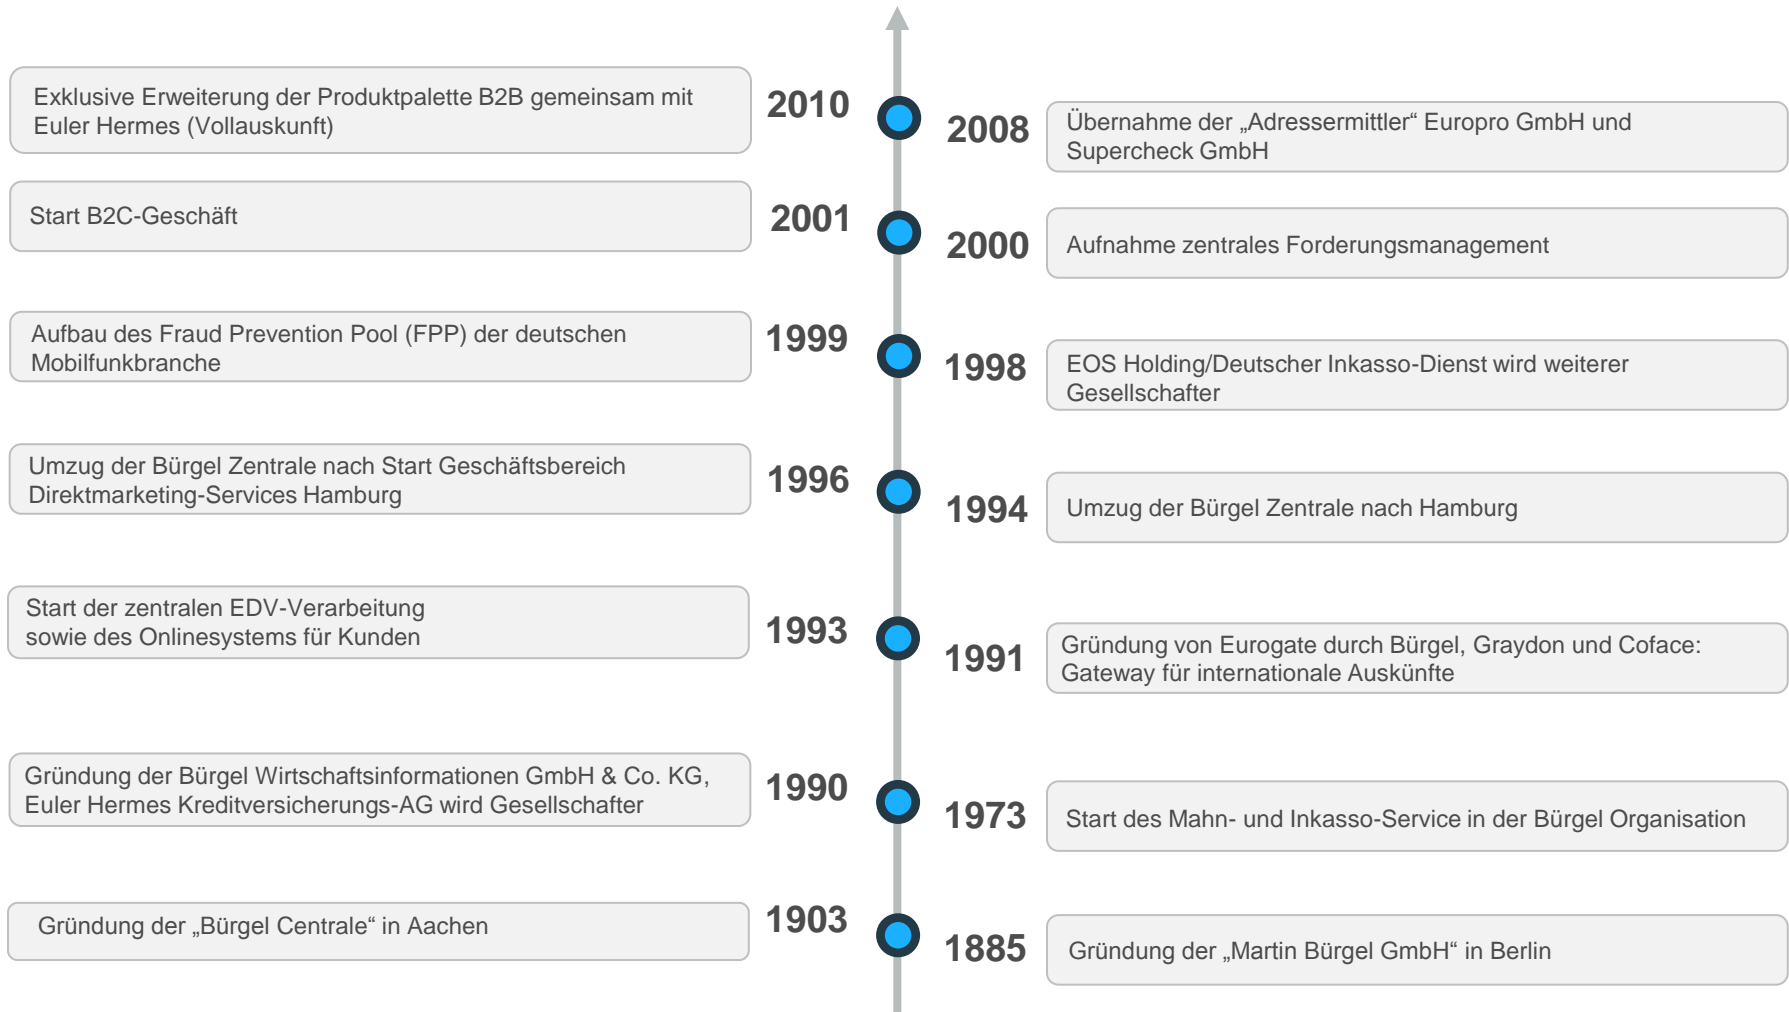 2010
Exklusive Erweiterung der Produktpalette B2B gemeinsam mit
Euler Hermes (Vollauskunft)
2008
Übernahme der „Adressermittler“ Europro GmbH und
Supercheck GmbH
2001
Start B2C-Geschäft
2000
Aufnahme zentrales Forderungsmanagement
1999
Aufbau des Fraud Prevention Pool (FPP) der deutschen
Mobilfunkbranche
1998
EOS Holding/Deutscher Inkasso-Dienst wird weiterer
Gesellschafter
1996
Umzug der Bürgel Zentrale nach Start Geschäftsbereich
Direktmarketing-Services Hamburg
1994
Umzug der Bürgel Zentrale nach Hamburg
1993
Start der zentralen EDV-Verarbeitung
sowie des Onlinesystems für Kunden
1991
Gründung von Eurogate durch Bürgel, Graydon und Coface:
Gateway für internationale Auskünfte
1990
Gründung der Bürgel Wirtschaftsinformationen GmbH & Co. KG,
Euler Hermes Kreditversicherungs-AG wird Gesellschafter
1973
Start des Mahn- und Inkasso-Service in der Bürgel Organisation
1903
Gründung der „Bürgel Centrale“ in Aachen
1885
Gründung der „Martin Bürgel GmbH“ in Berlin